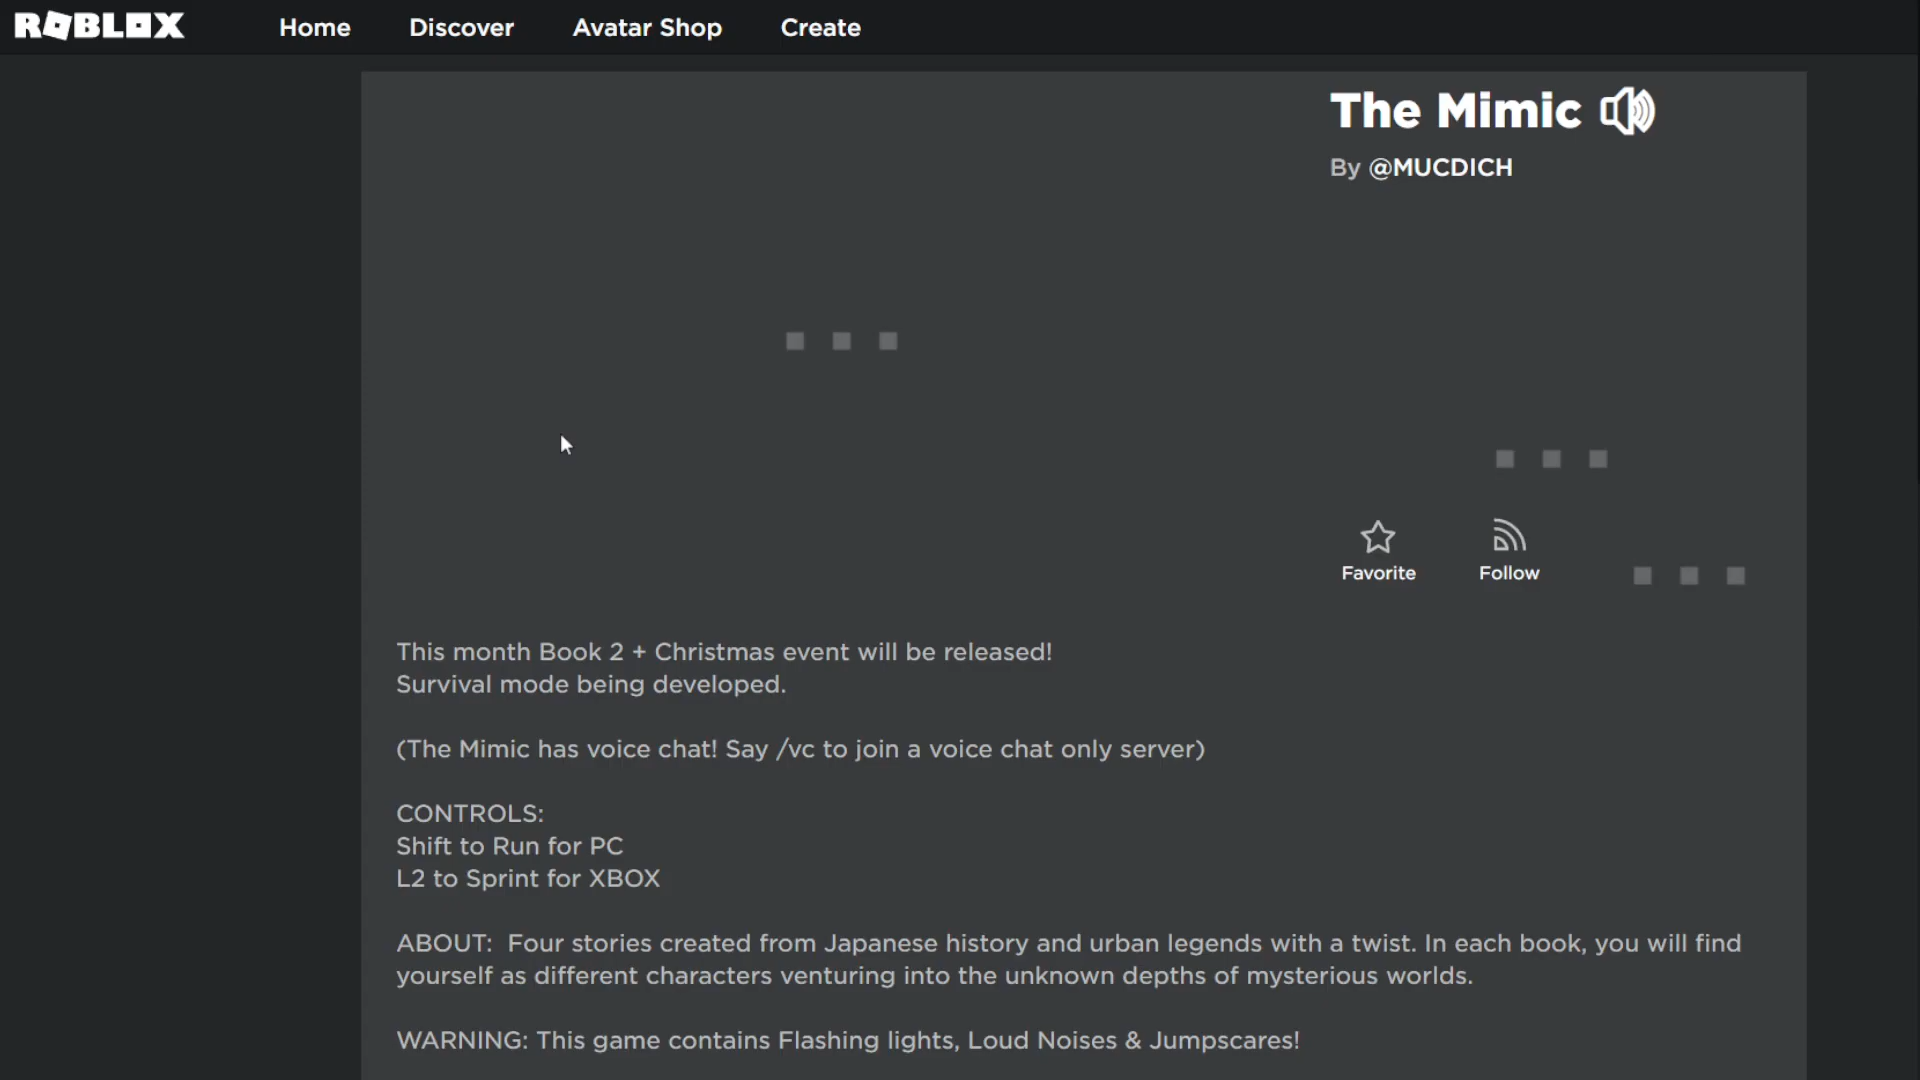 ROBLOX Home Discover Avatar Shop Create
The Mimic
By @MUCDICH
Favorite Follow
This month Book 2 + Christmas event will be released!
Survival mode being developed.
(The Mimic has voice chat! Say /vc to join a voice chat only server)
CONTROLS:
Shift to Run for PC
L2 to Sprint for XBOX
ABOUT:  Four stories created from Japanese history and urban legends with a twist. In each book, you will find
yourself as different characters venturing into the unknown depths of mysterious worlds.
WARNING: This game contains Flashing lights, Loud Noises & Jumpscares!